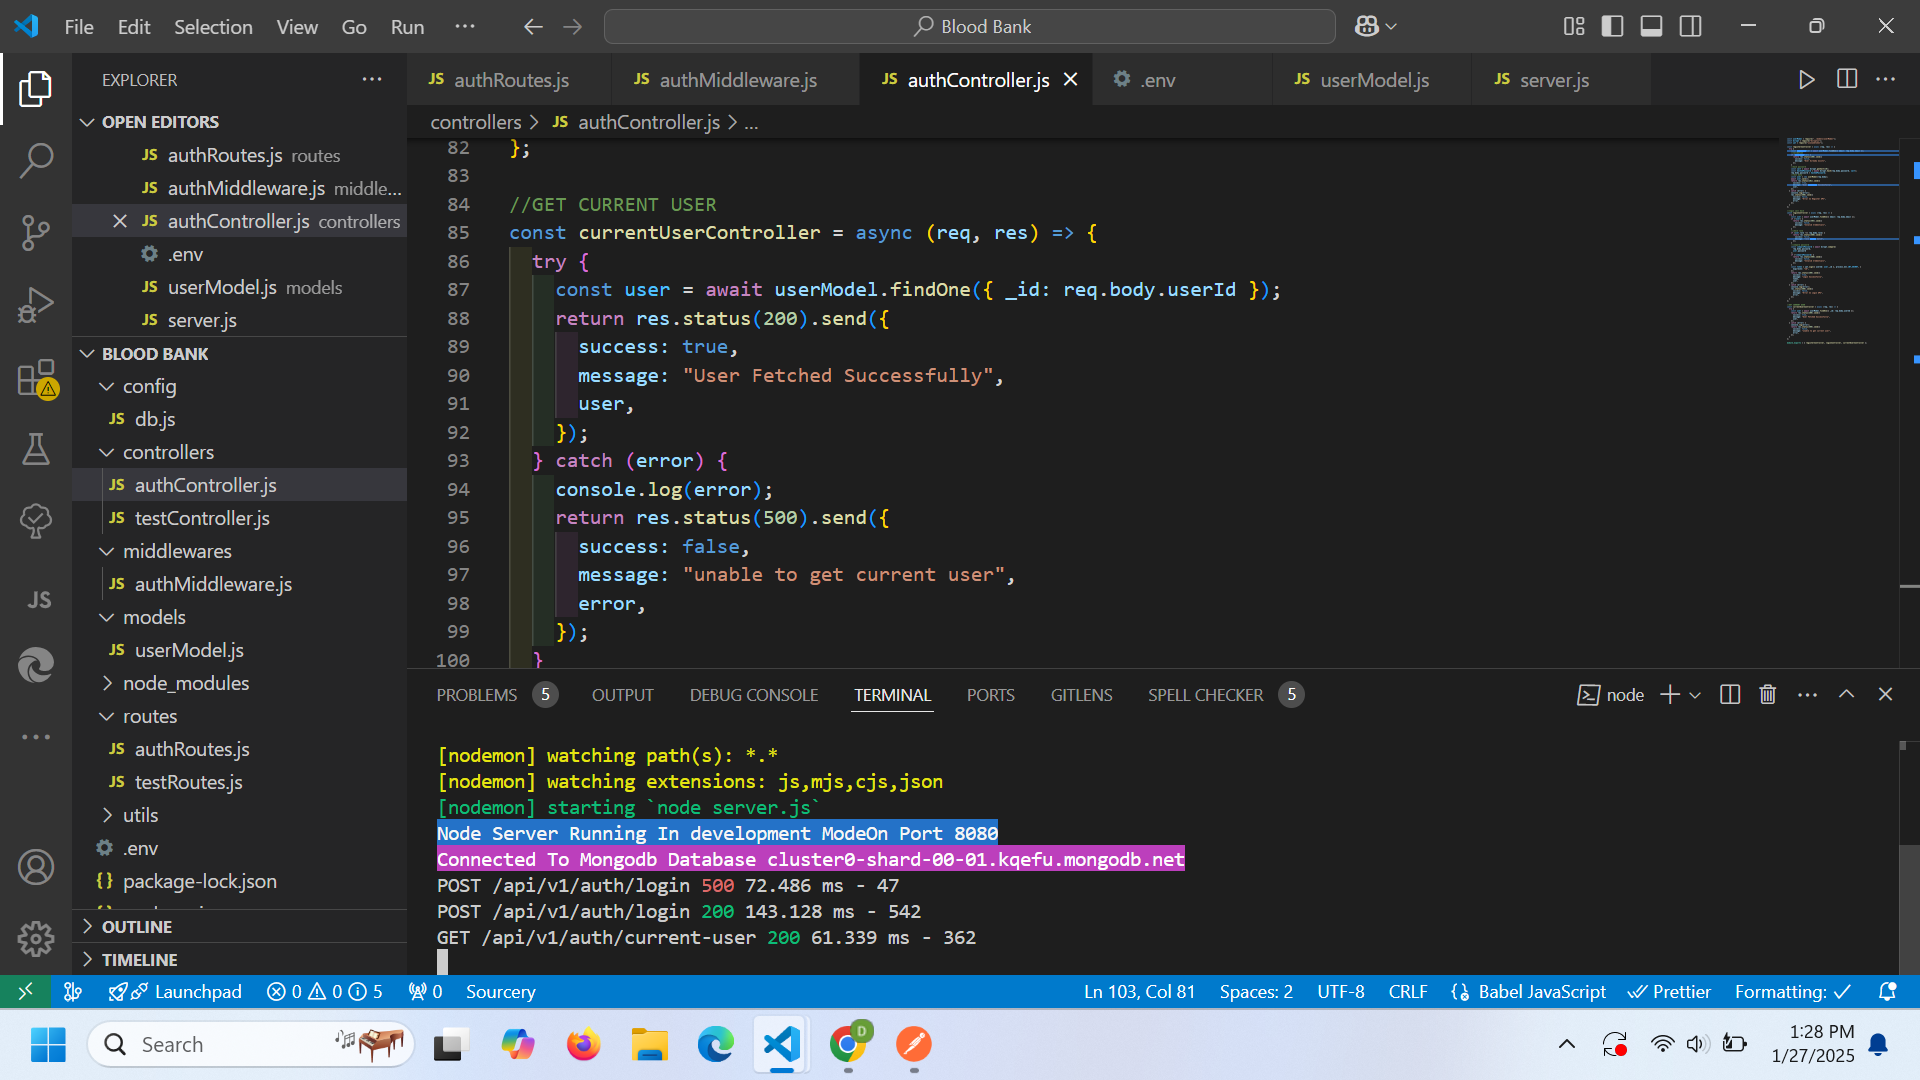 File Edit Selection View Go Run ···
Blood Bank
EXPLORER
OPEN EDITORS
JS authRoutes.js routes
JS authMiddleware.js middle...
JS authController.js controllers
.env
JS userModel.js models
JS server.js
BLOOD BANK
config
JS db.js
controllers
JS authController.js
JS testController.js
middlewares
JS authMiddleware.js
models
JS userModel.js
node_modules
routes
JS authRoutes.js
JS testRoutes.js
utils
.env
{} package-lock.json
OUTLINE
TIMELINE
JS
JS authRoutes.js JS authMiddleware.js JS authController.js .env JS userModel.js JS server.js
controllers > JS authController.js > ...
82 };
83
84 //GET CURRENT USER
85 const currentUserController = async (req, res) => {
86 try {
87 const user = await userModel.findOne({ _id: req.body.userId });
88 return res.status(200).send({
89 success: true,
90 message: "User Fetched Successfully",
91 user,
92 });
93 } catch (error) {
94 console.log(error);
95 return res.status(500).send({
96 success: false,
97 message: "unable to get current user",
98 error,
99 });
100 }
PROBLEMS 5 OUTPUT DEBUG CONSOLE TERMINAL PORTS GITLENS SPELL CHECKER 5
node
[nodemon] watching path(s): *.*
[nodemon] watching extensions: js,mjs,cjs,json
[nodemon] starting `node server.js`
Node Server Running In development ModeOn Port 8080
Connected To Mongodb Database cluster0-shard-00-01.kqefu.mongodb.net
POST /api/v1/auth/login 500 72.486 ms - 47
POST /api/v1/auth/login 200 143.128 ms - 542
GET /api/v1/auth/current-user 200 61.339 ms - 362
Launchpad 0 0 5 0 Sourcery Ln 103, Col 81 Spaces: 2 UTF-8 CRLF Babel JavaScript Prettier Formatting:
Search
D
1:28 PM
1/27/2025